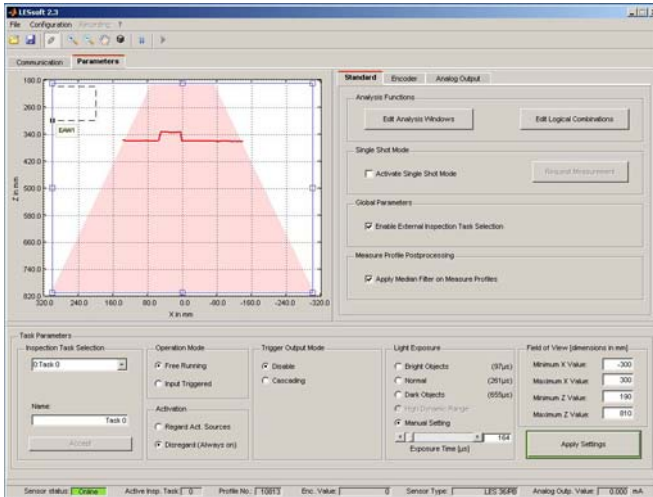 LESsoft 2.3
File Configuration Recording ?
Communication Parameters
180.0
260.0
340.0
420.0
500.0
580.0
660.0
740.0
820.0
Z in mm
EAW1
320.0 240.0 160.0 80.0 0.0 -80.0 -160.0 -240.0 -320.0
X in mm
Standard Encoder Analog Output
Analysis Functions
Edit Analysis Windows Edit Logical Combinations
Single Shot Mode
Activate Single Shot Mode Request Measurement
Global Parameters
Enable External Inspection Task Selection
Measure Profile Postprocessing
Apply Median Filter on Measure Profiles
Task Parameters
Inspection Task Selection
0:Task 0
Name:
Task 0
Accept
Operation Mode
Free Running
Input Triggered
Activation
Regard Act. Sources
Disregard (Always on)
Trigger Output Mode
Disable
Cascading
Light Exposure
Bright Objects (97µs)
Normal (261µs)
Dark Objects (655µs)
High Dynamic Range
Manual Setting
164
Exposure Time [µs]
Field of View [dimensions in mm]
Minimum X Value: -300
Maximum X Value: 300
Minimum Z Value: 190
Maximum Z Value: 810
Apply Settings
Sensor status: Online Active Insp. Task: 0 Profile No.: 10813 Enc. Value: 0 Sensor Type: LES 36/PB Analog Outp. Value: 0.000 mA